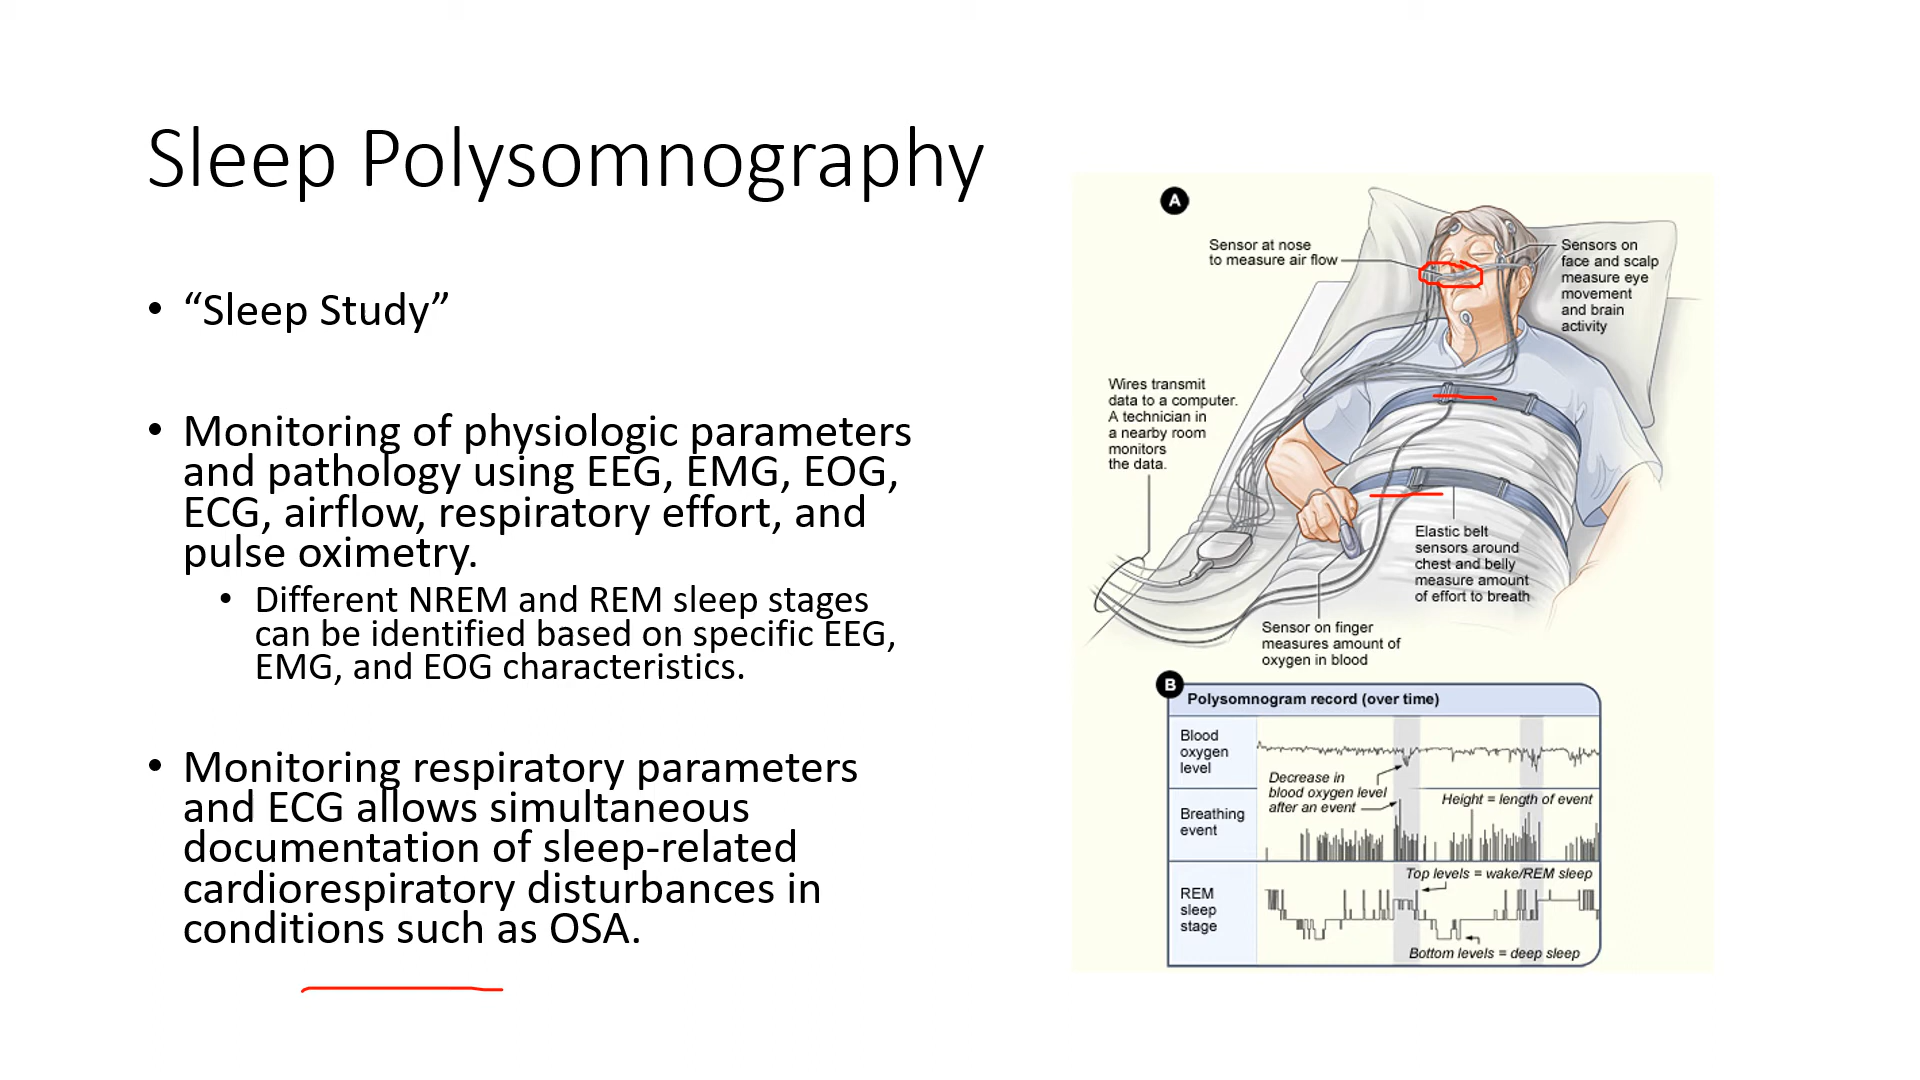 Sleep Polysomnography
• “Sleep Study”
• Monitoring of physiologic parameters
and pathology using EEG, EMG, EOG,
ECG, airflow, respiratory effort, and
pulse oximetry.
• Different NREM and REM sleep stages
can be identified based on specific EEG,
EMG, and EOG characteristics.
• Monitoring respiratory parameters
and ECG allows simultaneous
documentation of sleep-related
cardiorespiratory disturbances in
conditions such as OSA.
A
Sensor at nose
to measure air flow
Sensors on
face and scalp
measure eye
movement
and brain
activity
Wires transmit
data to a computer.
A technician in
a nearby room
monitors
the data.
Elastic belt
sensors around
chest and belly
measure amount
of effort to breath
Sensor on finger
measures amount of
oxygen in blood
B
Polysomnogram record (over time)
Blood
oxygen
level
Decrease in
blood oxygen level
after an event
Breathing
event
Height = length of event
REM
sleep
stage
Top levels = wake/REM sleep
Bottom levels = deep sleep